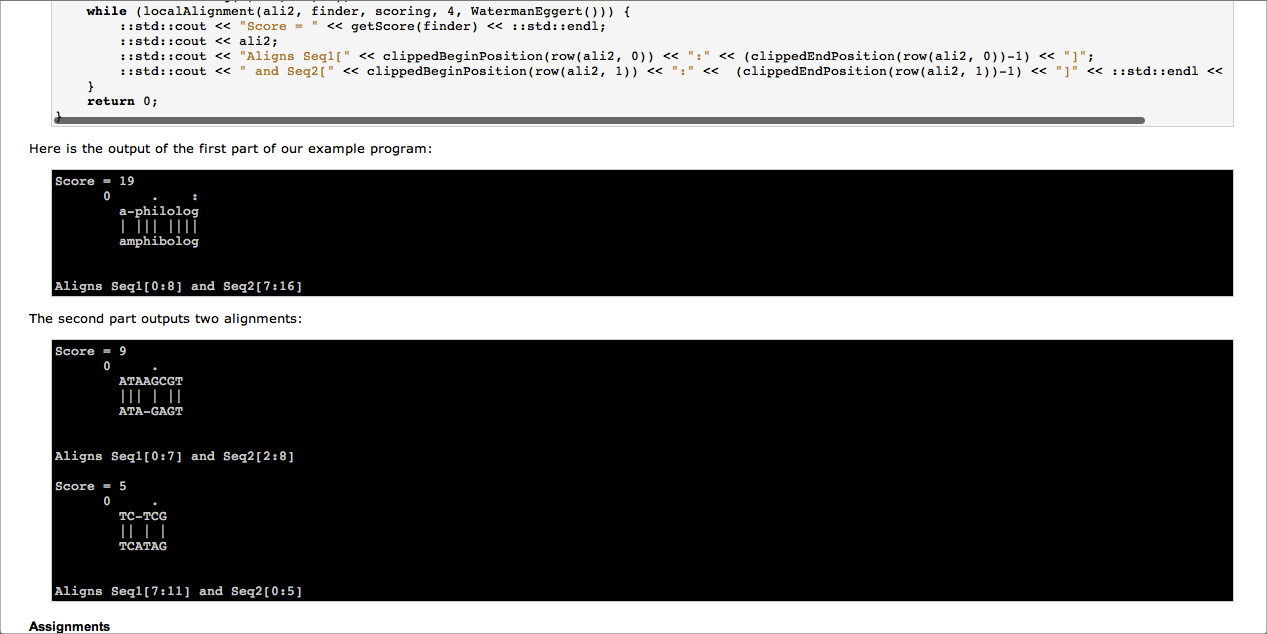 while (localAlignment(ali2, finder, scoring, 4, WatermanEggert())) {
::std::cout << "Score = " << getScore(finder) << ::std::endl;
::std::cout << ali2;
::std::cout << "Aligns Seq1[" << clippedBeginPosition(row(ali2, 0)) << ":" << (clippedEndPosition(row(ali2, 0))-1) << "]";
::std::cout << " and Seq2[" << clippedBeginPosition(row(ali2, 1)) << ":" <<  (clippedEndPosition(row(ali2, 1))-1) << "]" << ::std::endl <<
}
return 0;
}
Here is the output of the first part of our example program:
Score = 19
      0     .    :
        a-philolog
        | ||| ||||
        amphibolog
Aligns Seq1[0:8] and Seq2[7:16]
The second part outputs two alignments:
Score = 9
      0     .
        ATAAGCGT
        ||| | ||
        ATA-GAGT
Aligns Seq1[0:7] and Seq2[2:8]
Score = 5
      0     .
        TC-TCG
        || | |
        TCATAG
Aligns Seq1[7:11] and Seq2[0:5]
Assignments